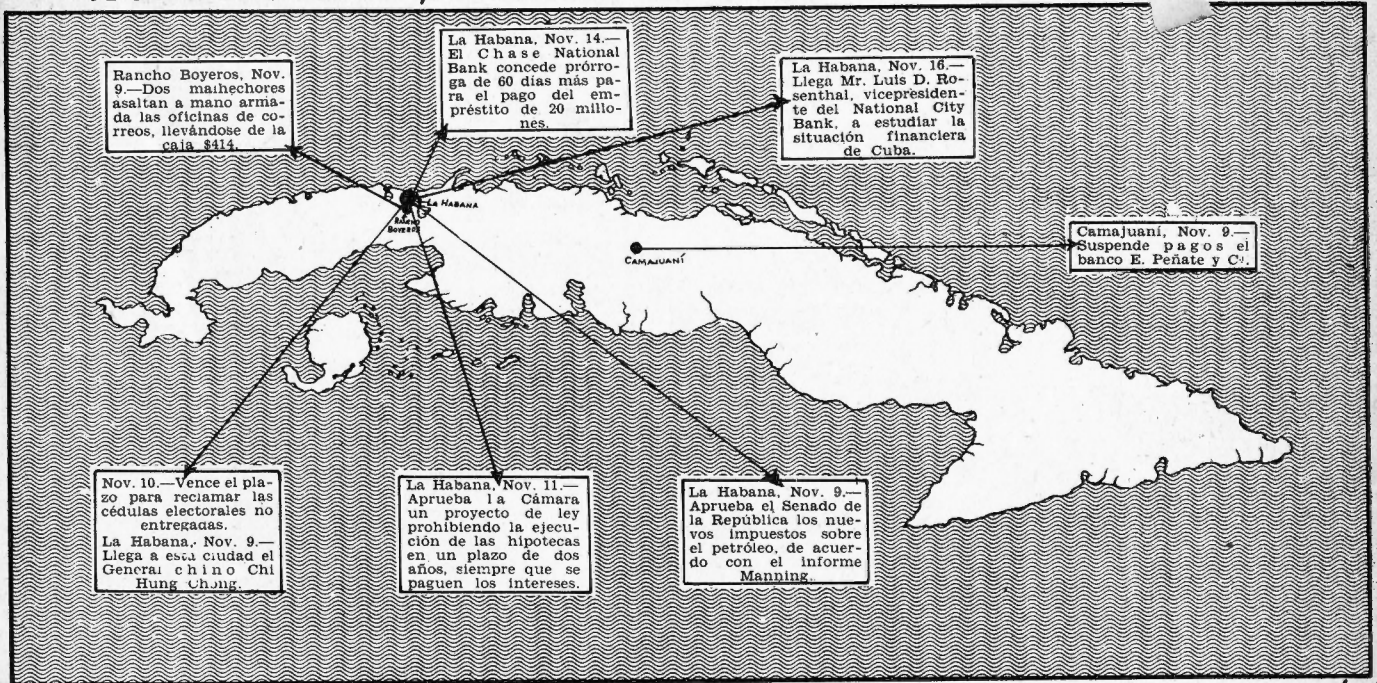 Rancho Boyeros, Nov.
9.—Dos malhechores
asaltan a mano arma-
da las oficinas de co-
rreos, llevándose de la
caja $414.
La Habana, Nov. 14.—
El Chase National
Bank concede prórro-
ga de 60 días más pa-
ra el pago del em-
préstito de 20 millo-
nes.
La Habana, Nov. 16.—
Llega Mr. Luis D. Ro-
senthal, vicepresiden-
te del National City
Bank, a estudiar la
situación financiera
de Cuba.
LA HABANA
RANCHO
BOYEROS
CAMAJUANÍ
Camajuaní, Nov. 9.—
Suspende pagos el
banco E. Peñate y
Nov. 10.—Vence el pla-
zo para reclamar las
cédulas electorales no
entregadas.
La Habana, Nov. 9.—
Llega a esta ciudad el
General chino Chi
Hung Chong.
La Habana, Nov. 11.—
Aprueba la Cámara
un proyecto de ley
prohibiendo la ejecu-
ción de las hipotecas
en un plazo de dos
años, siempre que se
paguen los intereses.
La Habana, Nov. 9.—
Aprueba el Senado de
la República los nue-
vos impuestos sobre
el petróleo, de acuer-
do con el informe
Manning.